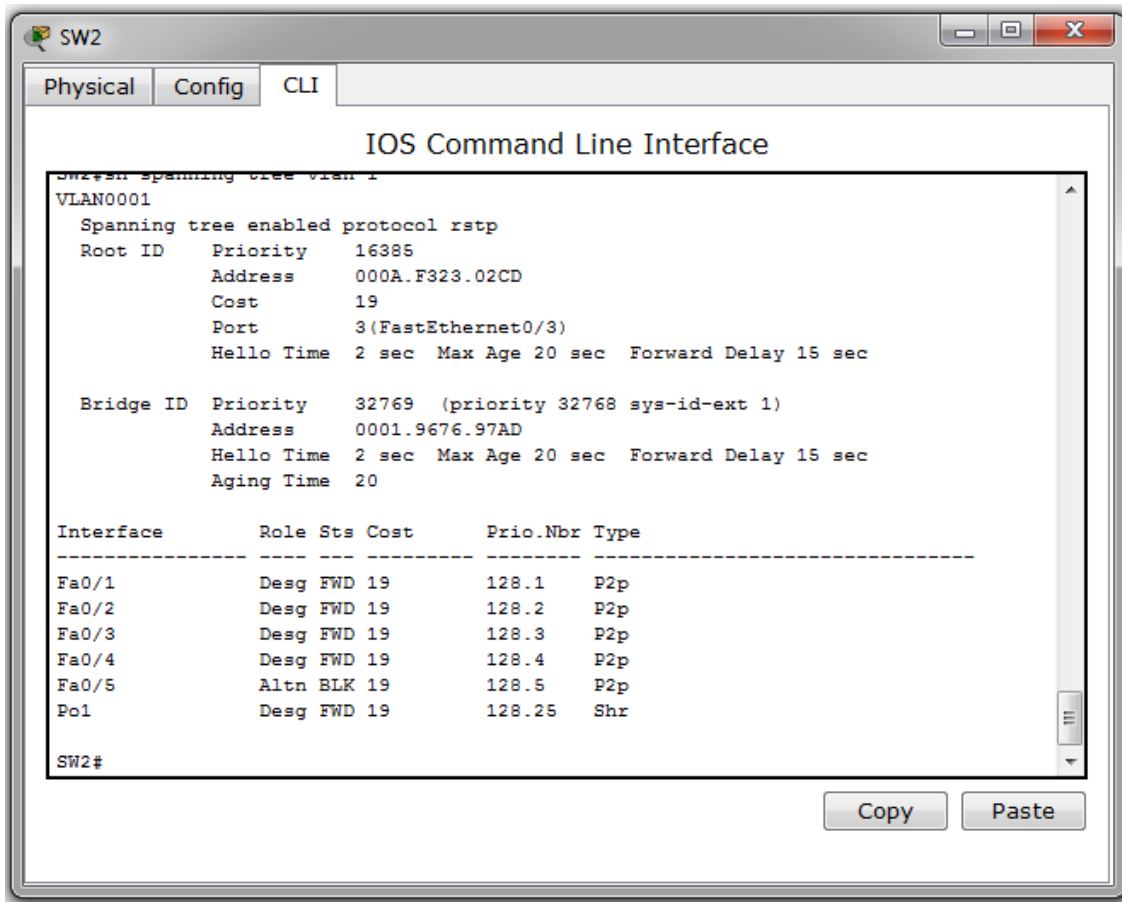 SW2
Physical Config CLI
IOS Command Line Interface
SW2#sh spanning tree vlan 1
VLAN0001
Spanning tree enabled protocol rstp
Root ID Priority 16385
Address 000A.F323.02CD
Cost 19
Port 3(FastEthernet0/3)
Hello Time 2 sec Max Age 20 sec Forward Delay 15 sec
Bridge ID Priority 32769 (priority 32768 sys-id-ext 1)
Address 0001.9676.97AD
Hello Time 2 sec Max Age 20 sec Forward Delay 15 sec
Aging Time 20
Interface Role Sts Cost Prio.Nbr Type
---------------- ---- --- --------- -------- --------------------------------
Fa0/1 Desg FWD 19 128.1 P2p
Fa0/2 Desg FWD 19 128.2 P2p
Fa0/3 Desg FWD 19 128.3 P2p
Fa0/4 Desg FWD 19 128.4 P2p
Fa0/5 Altn BLK 19 128.5 P2p
Po1 Desg FWD 19 128.25 Shr
SW2#
Copy Paste